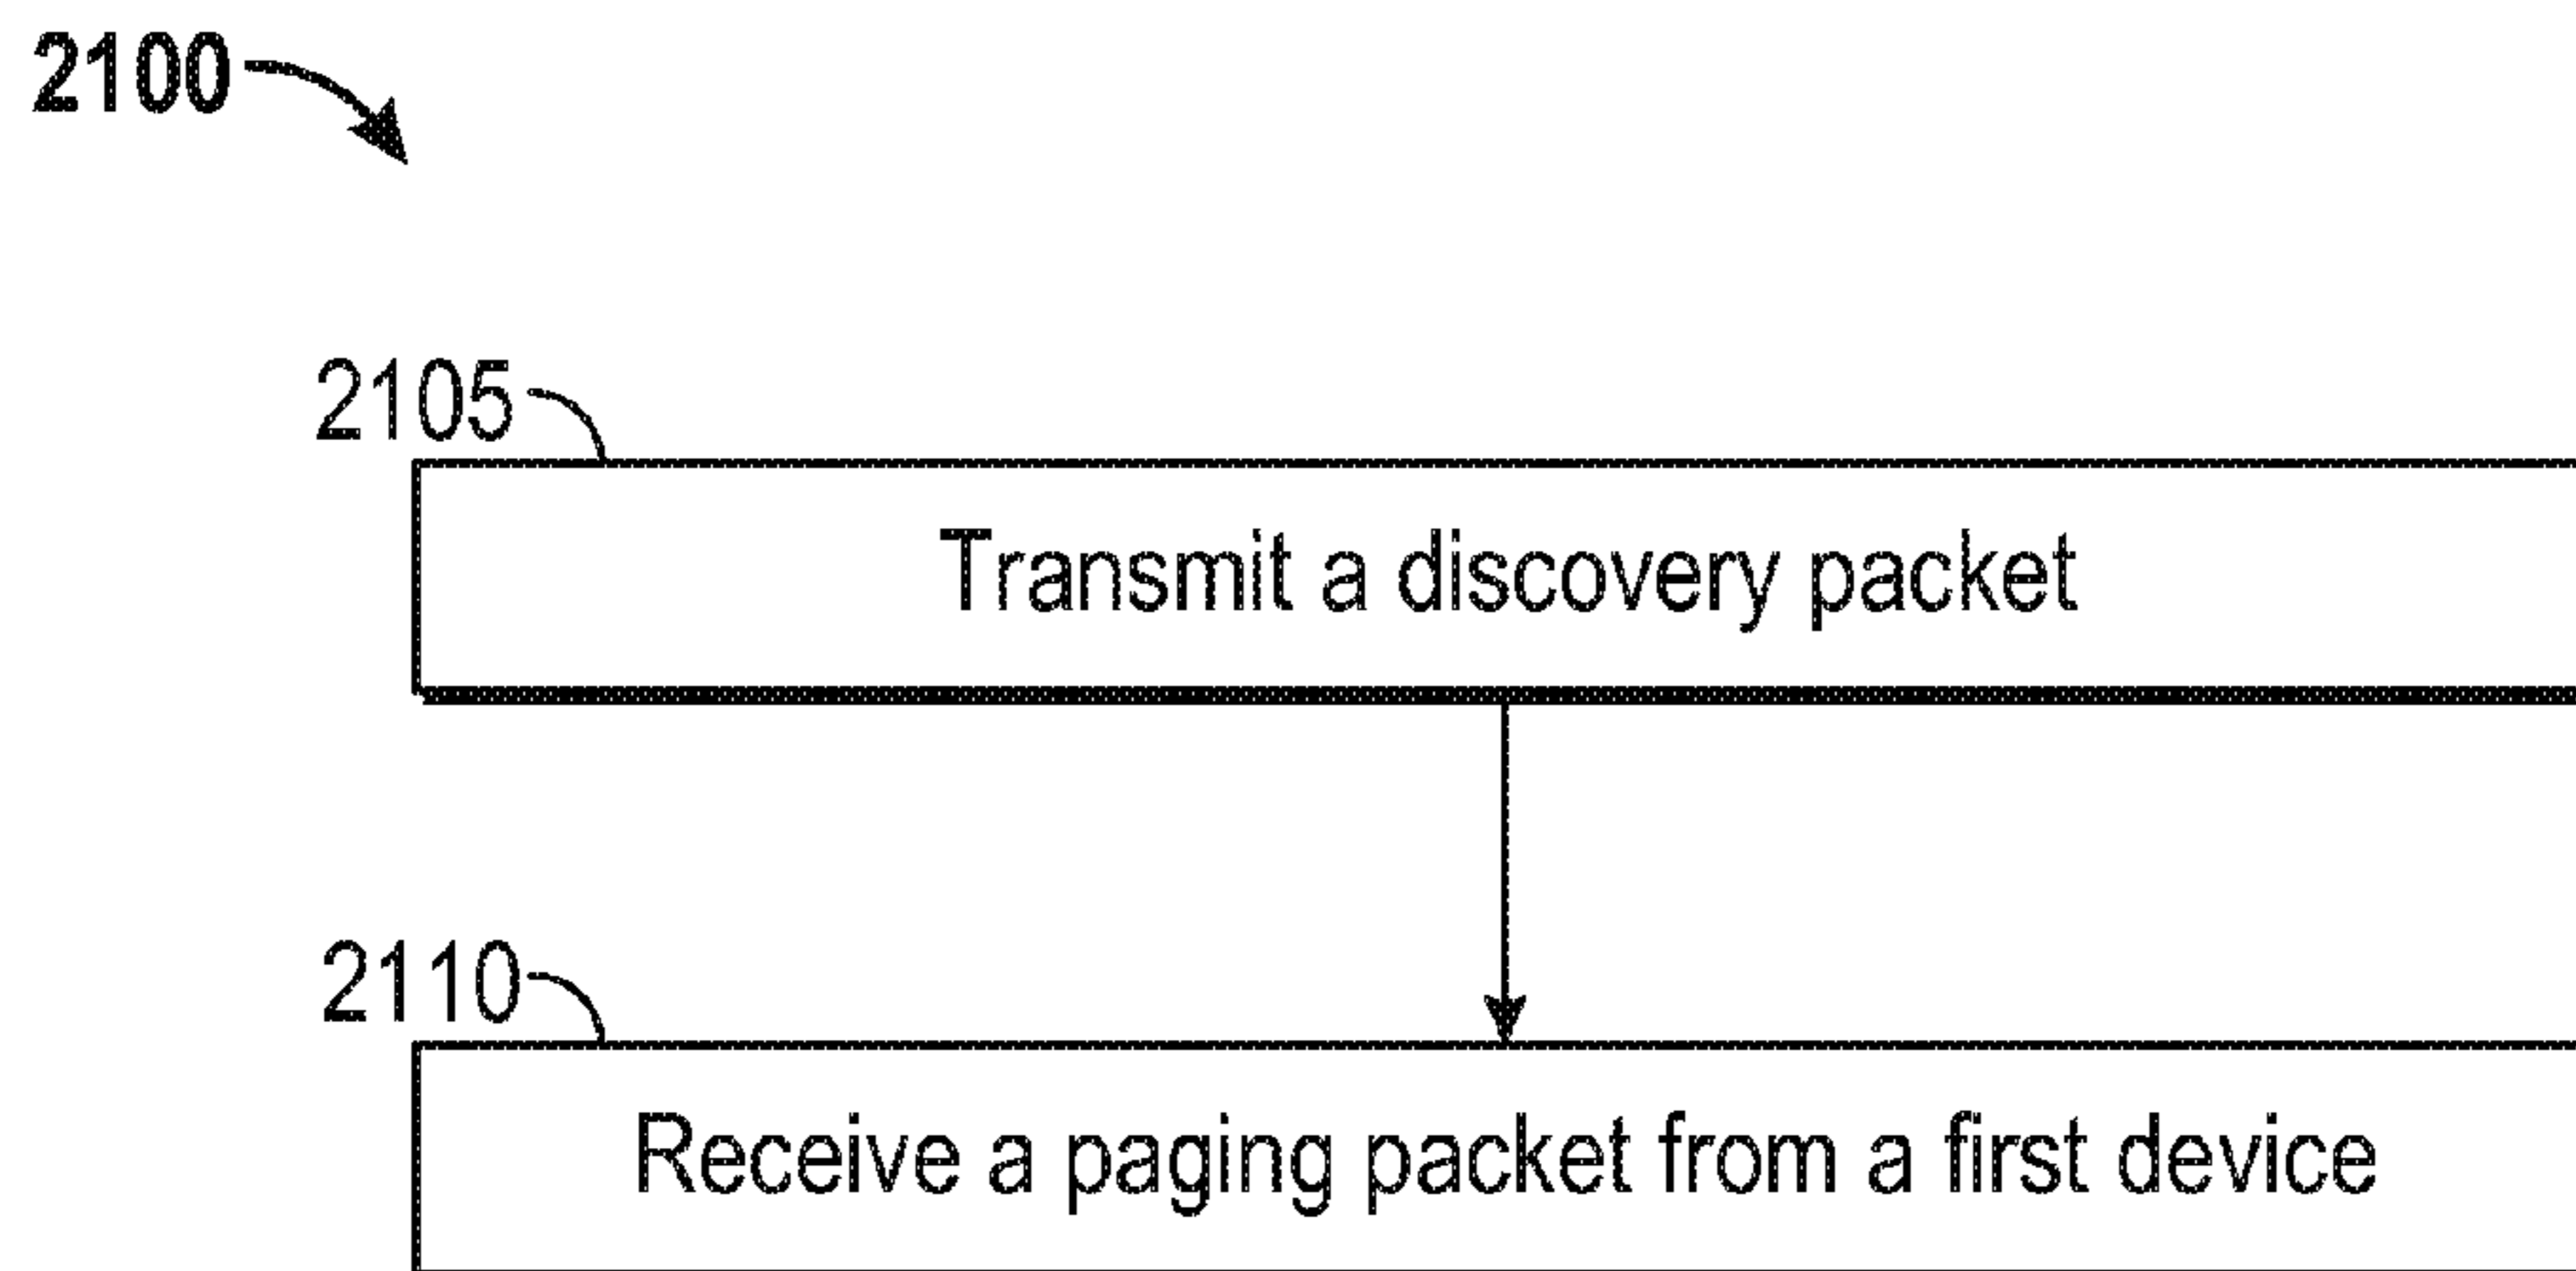 2100
2105
Transmit a discovery packet
2110
Receive a paging packet from a first device